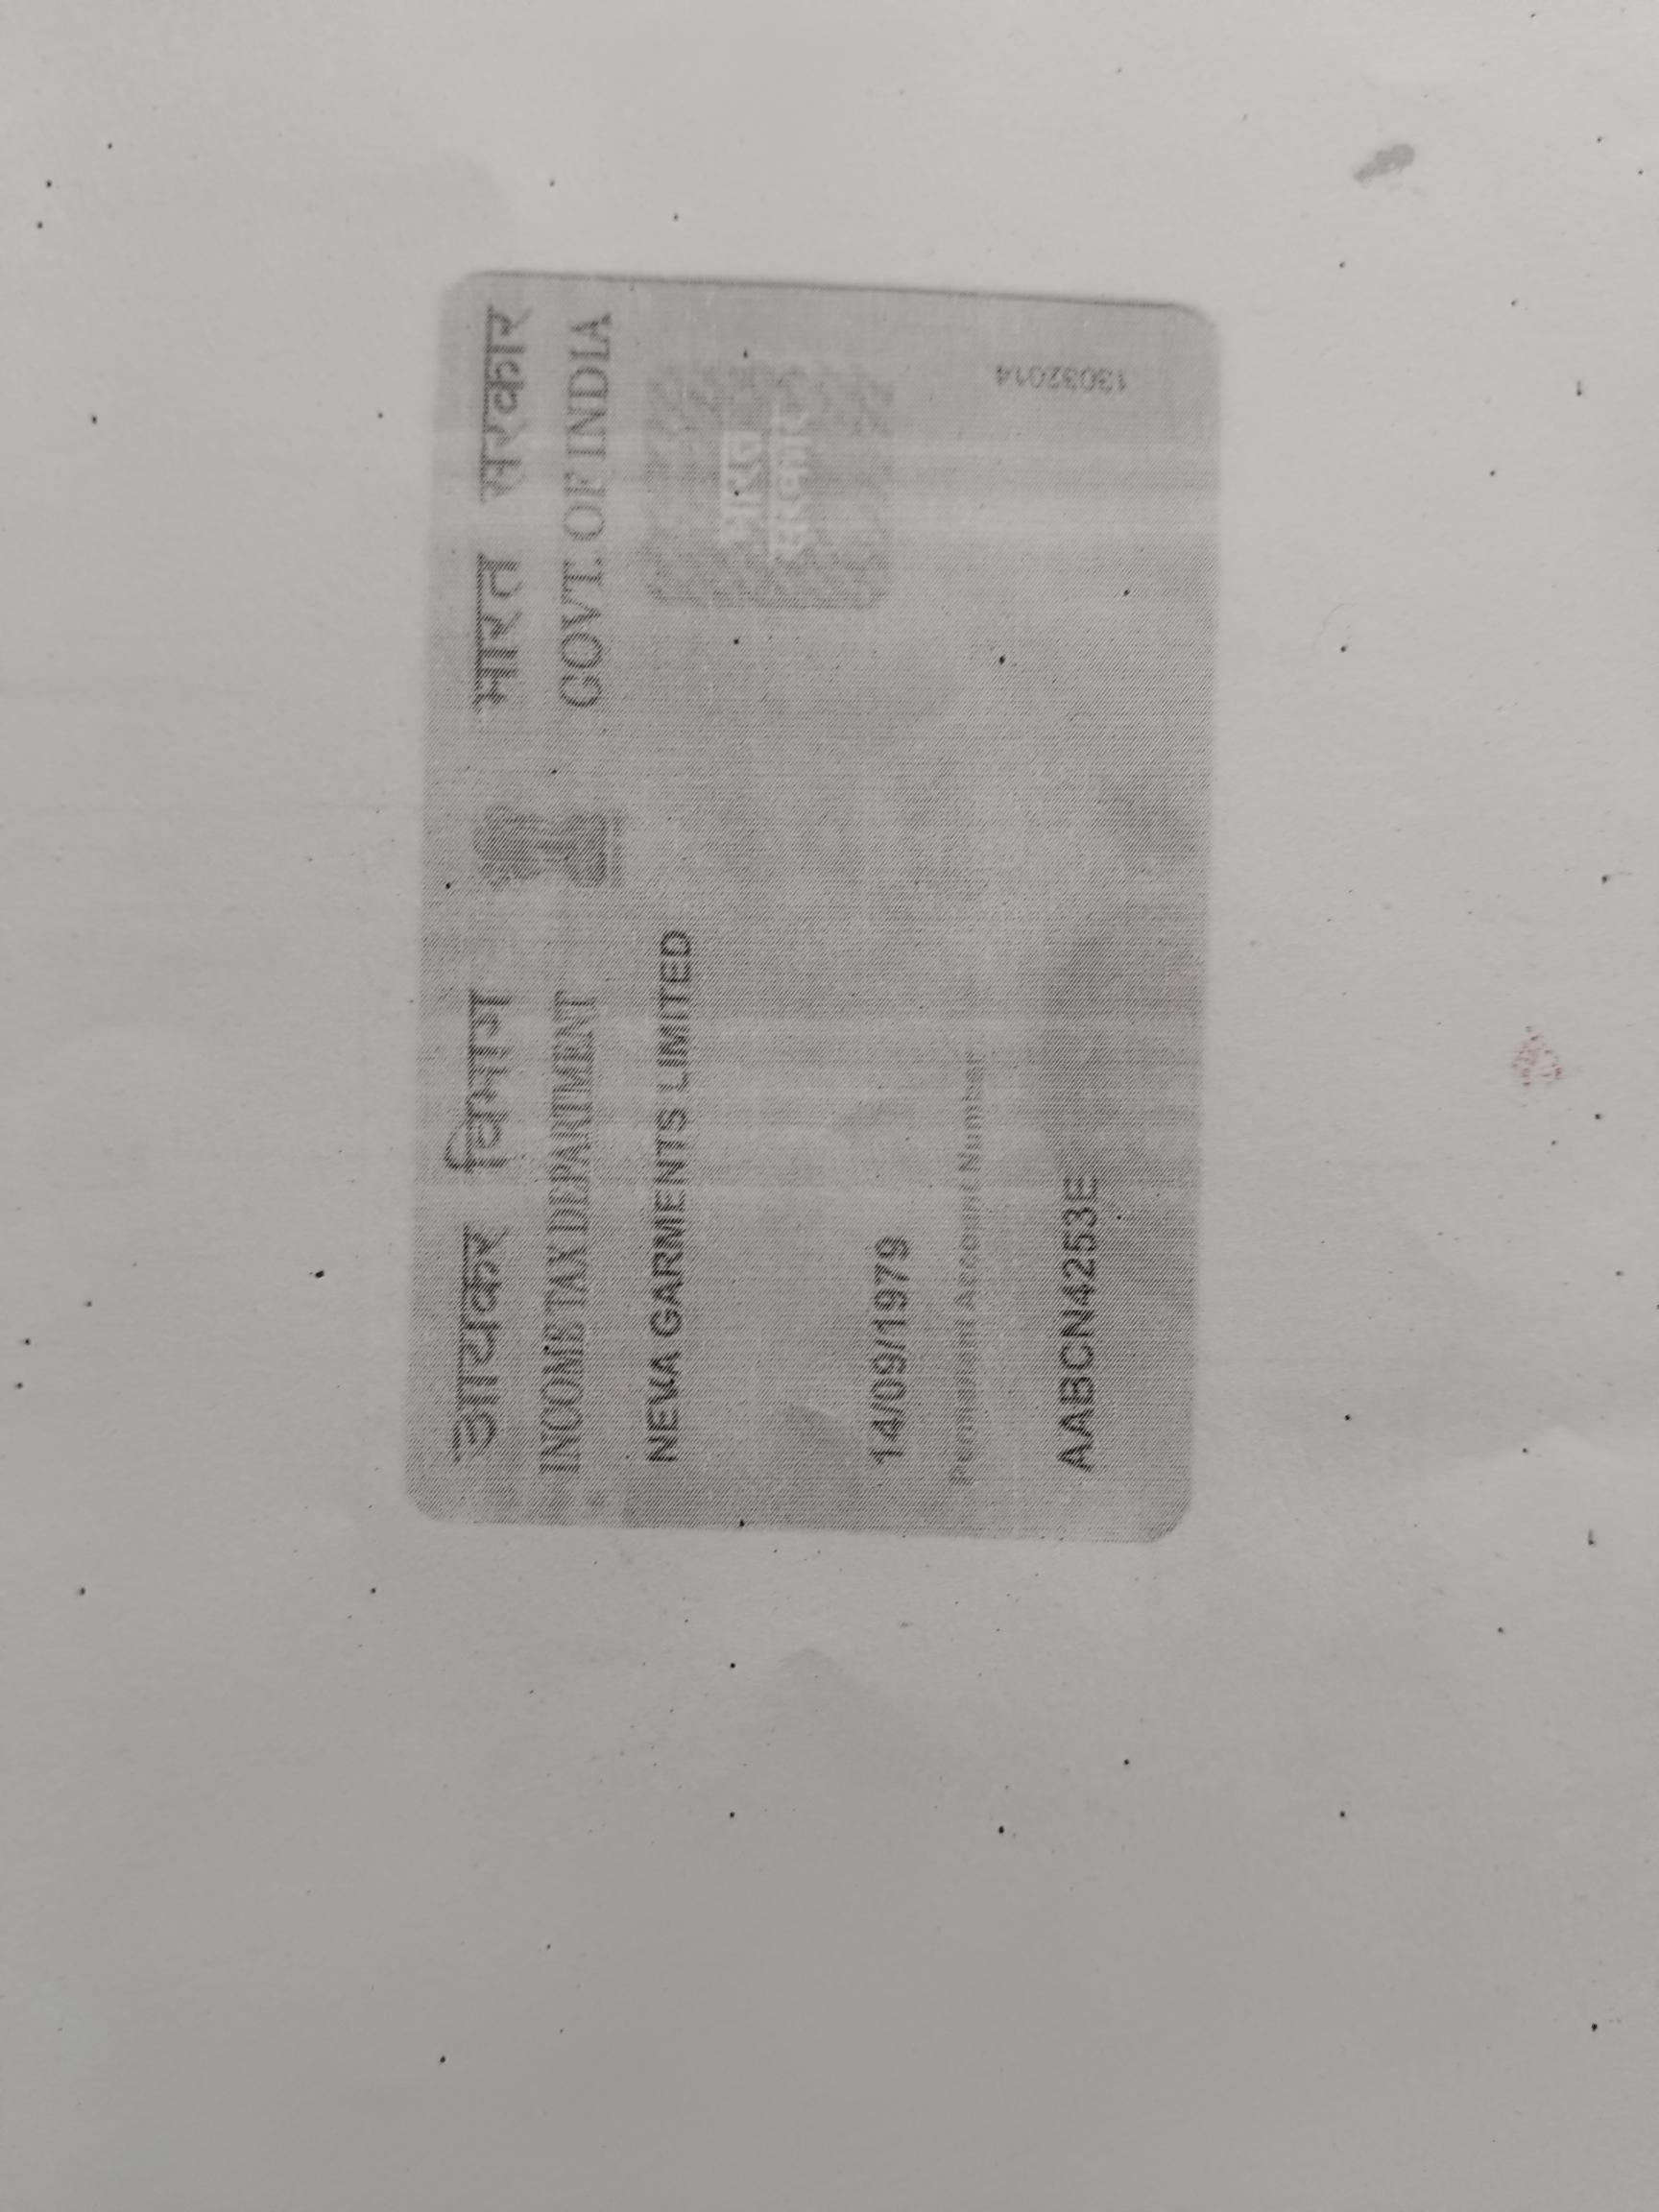 आयकर विभाग
INCOME TAX DEPARTMENT
भारत सरकार
GOVT. OF INDIA
NEVA GARMENTS LIMITED
भारत
सरकार
14/09/1979
Permanent Account Number
AABCN4253E
13032014